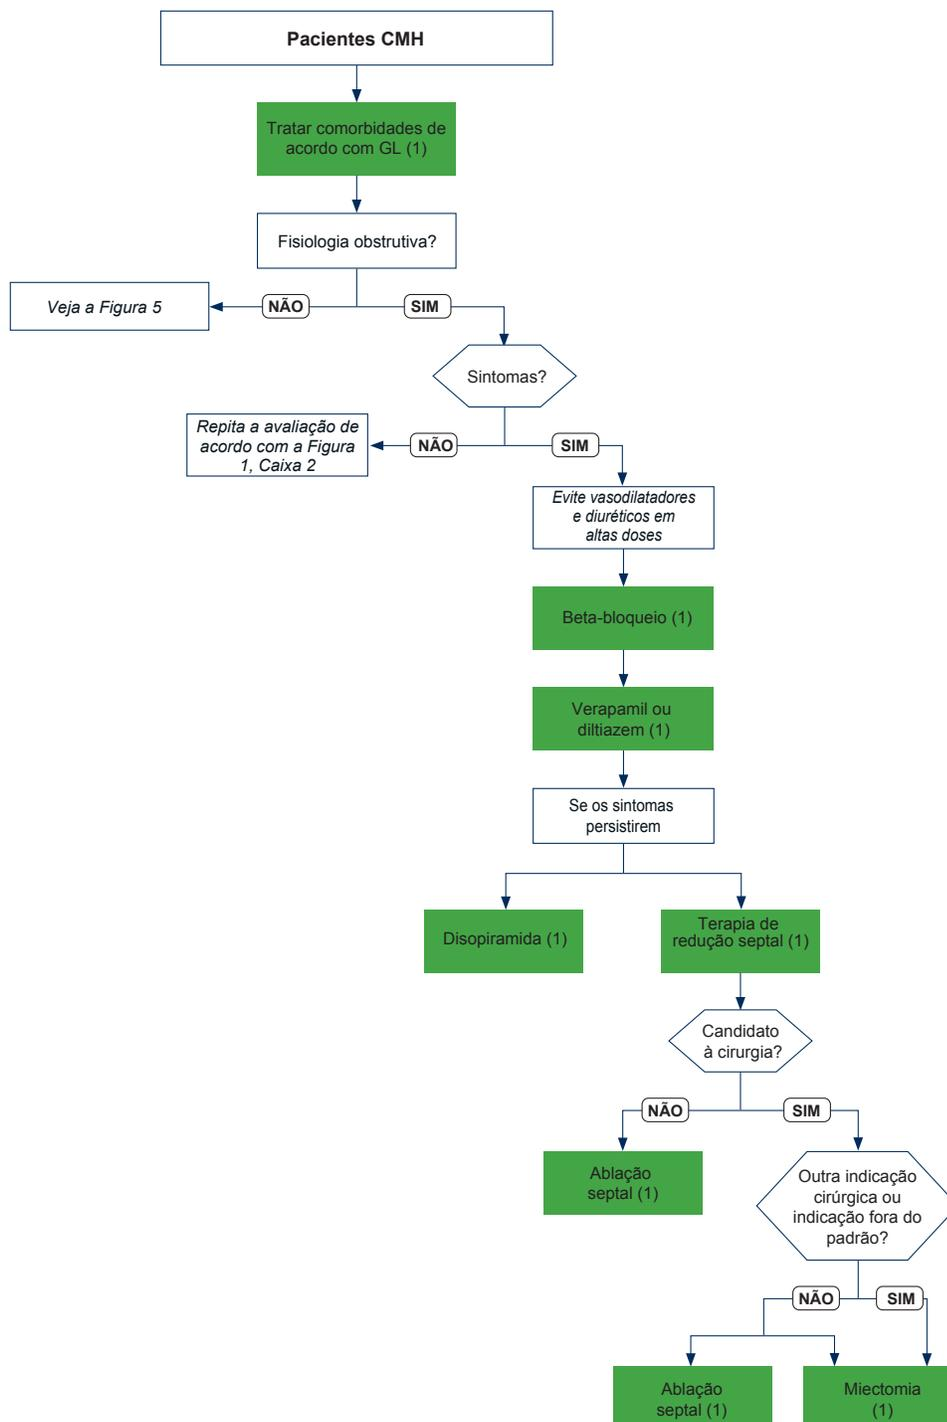 Pacientes CMH
Tratar comorbidades de
acordo com GL (1)
Fisiologia obstrutiva?
Veja a Figura 5
NÃO
SIM
Sintomas?
Repita a avaliação de
acordo com a Figura
1, Caixa 2
NÃO
SIM
Evite vasodilatadores
e diuréticos em
altas doses
Beta-bloqueio (1)
Verapamil ou
diltiazem (1)
Se os sintomas
persistirem
Disopiramida (1)
Terapia de
redução septal (1)
Candidato
à cirurgia?
NÃO
SIM
Ablação
septal (1)
Outra indicação
cirúrgica ou
indicação fora do
padrão?
NÃO
SIM
Ablação
septal (1)
Miectomia
(1)